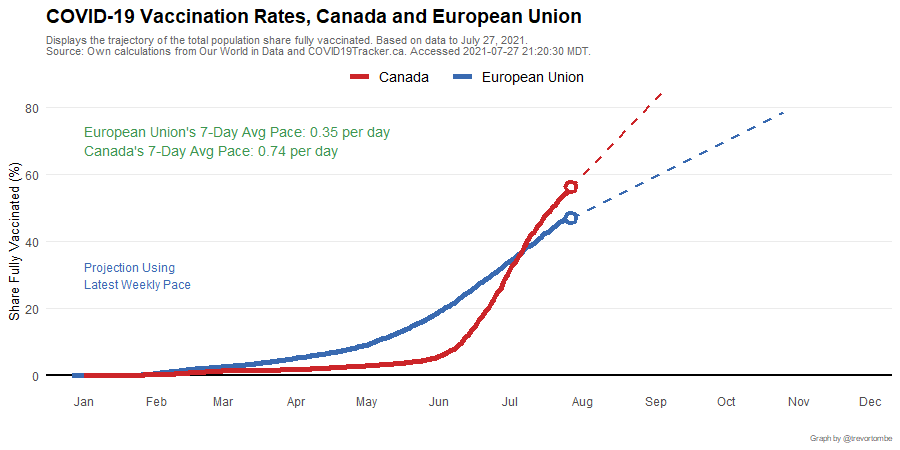 COVID-19 Vaccination Rates, Canada and European Union
Displays the trajectory of the total population share fully vaccinated. Based on data to July 27, 2021.
Source: Own calculations from Our World in Data and COVID19Tracker.ca. Accessed 2021-07-27 21:20:30 MDT.
Canada European Union
80
European Union's 7-Day Avg Pace: 0.35 per day
Canada's 7-Day Avg Pace: 0.74 per day
60
Share Fully Vaccinated (%)
40
Projection Using
Latest Weekly Pace
20
0
Jan Feb Mar Apr May Jun Jul Aug Sep Oct Nov Dec
Graph by @trevortombe